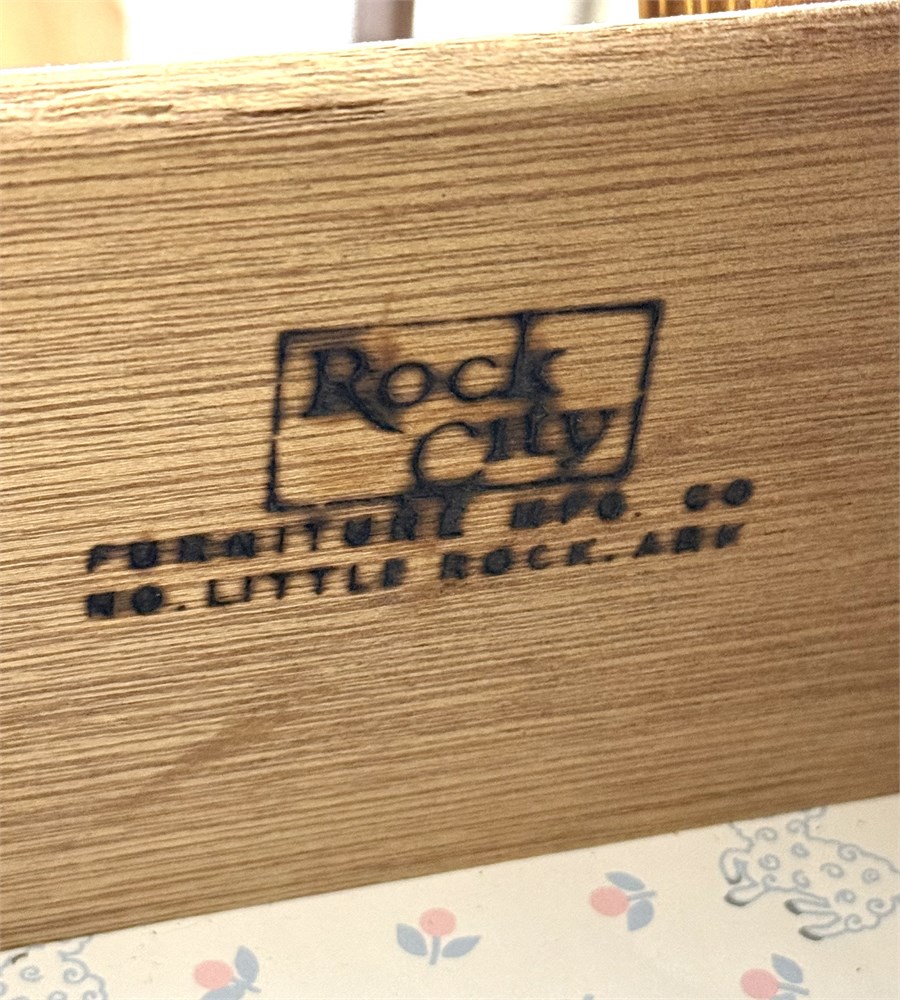 Rock
City
FURNITURE MFG. CO
NO. LITTLE ROCK. ARK